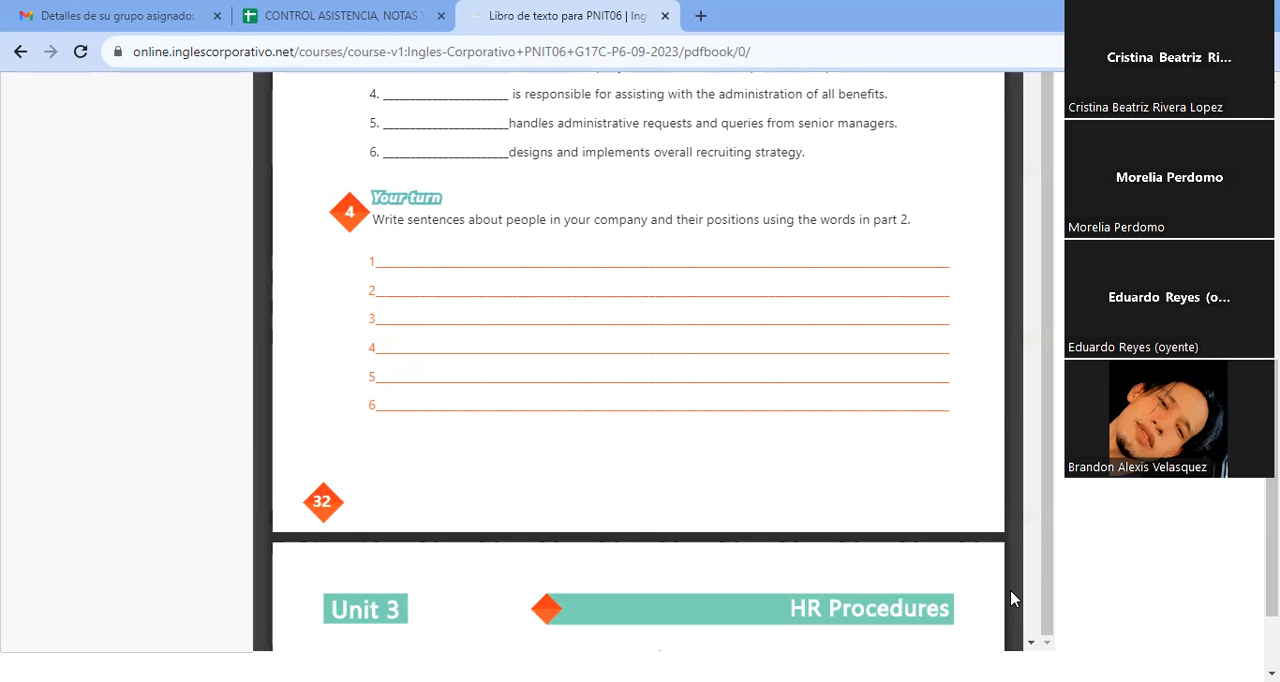 Detalles de su grupo asignado:
CONTROL ASISTENCIA, NOTAS
Libro de texto para PNIT06 | Ing
online.inglescorporativo.net/courses/course-v1:Ingles-Corporativo+PNIT06+G17C-P6-09-2023/pdfbook/0/
4. ______________________ is responsible for assisting with the administration of all benefits.
5. ______________________handles administrative requests and queries from senior managers.
6. ______________________designs and implements overall recruiting strategy.
Your turn
4
Write sentences about people in your company and their positions using the words in part 2.
1
2
3
4
5
6
32
Unit 3
HR Procedures
Cristina Beatriz Ri...
Cristina Beatriz Rivera Lopez
Morelia Perdomo
Morelia Perdomo
Eduardo Reyes (o...
Eduardo Reyes (oyente)
Brandon Alexis Velasquez